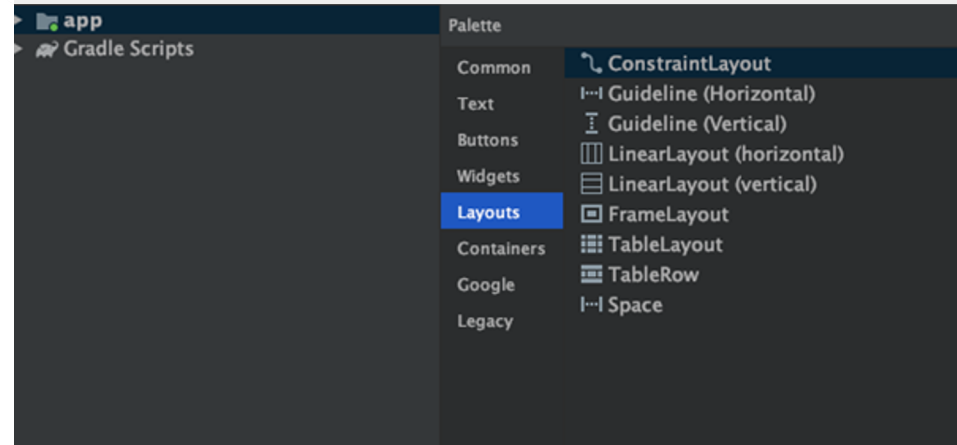 app
Gradle Scripts
Palette
Common
Text
Buttons
Widgets
Layouts
Containers
Google
Legacy
ConstraintLayout
Guideline (Horizontal)
Guideline (Vertical)
LinearLayout (horizontal)
LinearLayout (vertical)
FrameLayout
TableLayout
TableRow
Space